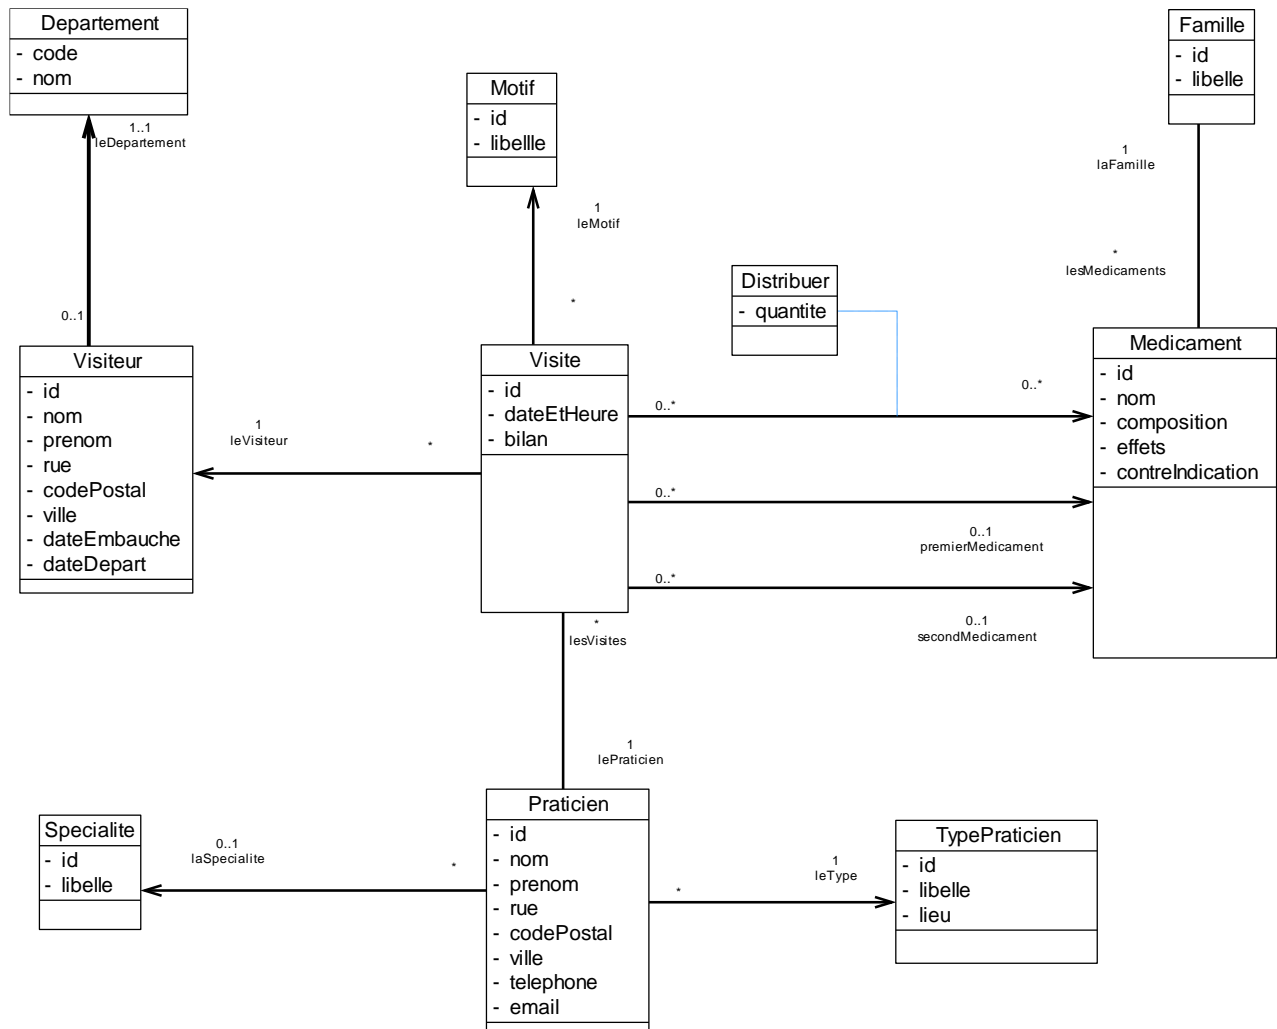 Departement
- code
- nom
1..1
leDepartement
0..1
Motif
- id
- libellle
1
leMotif
*
Famille
- id
- libelle
1
laFamille
*
lesMedicaments
Distribuer
- quantite
Visiteur
- id
- nom
- prenom
- rue
- codePostal
- ville
- dateEmbauche
- dateDepart
1
leVisiteur
*
Visite
- id
- dateEtHeure
- bilan
0..*
0..*
0..*
0..1
premierMedicament
0..*
0..1
secondMedicament
Medicament
- id
- nom
- composition
- effets
- contreIndication
*
lesVisites
1
lePraticien
Specialite
- id
- libelle
0..1
laSpecialite
*
Praticien
- id
- nom
- prenom
- rue
- codePostal
- ville
- telephone
- email
*
1
leType
TypePraticien
- id
- libelle
- lieu